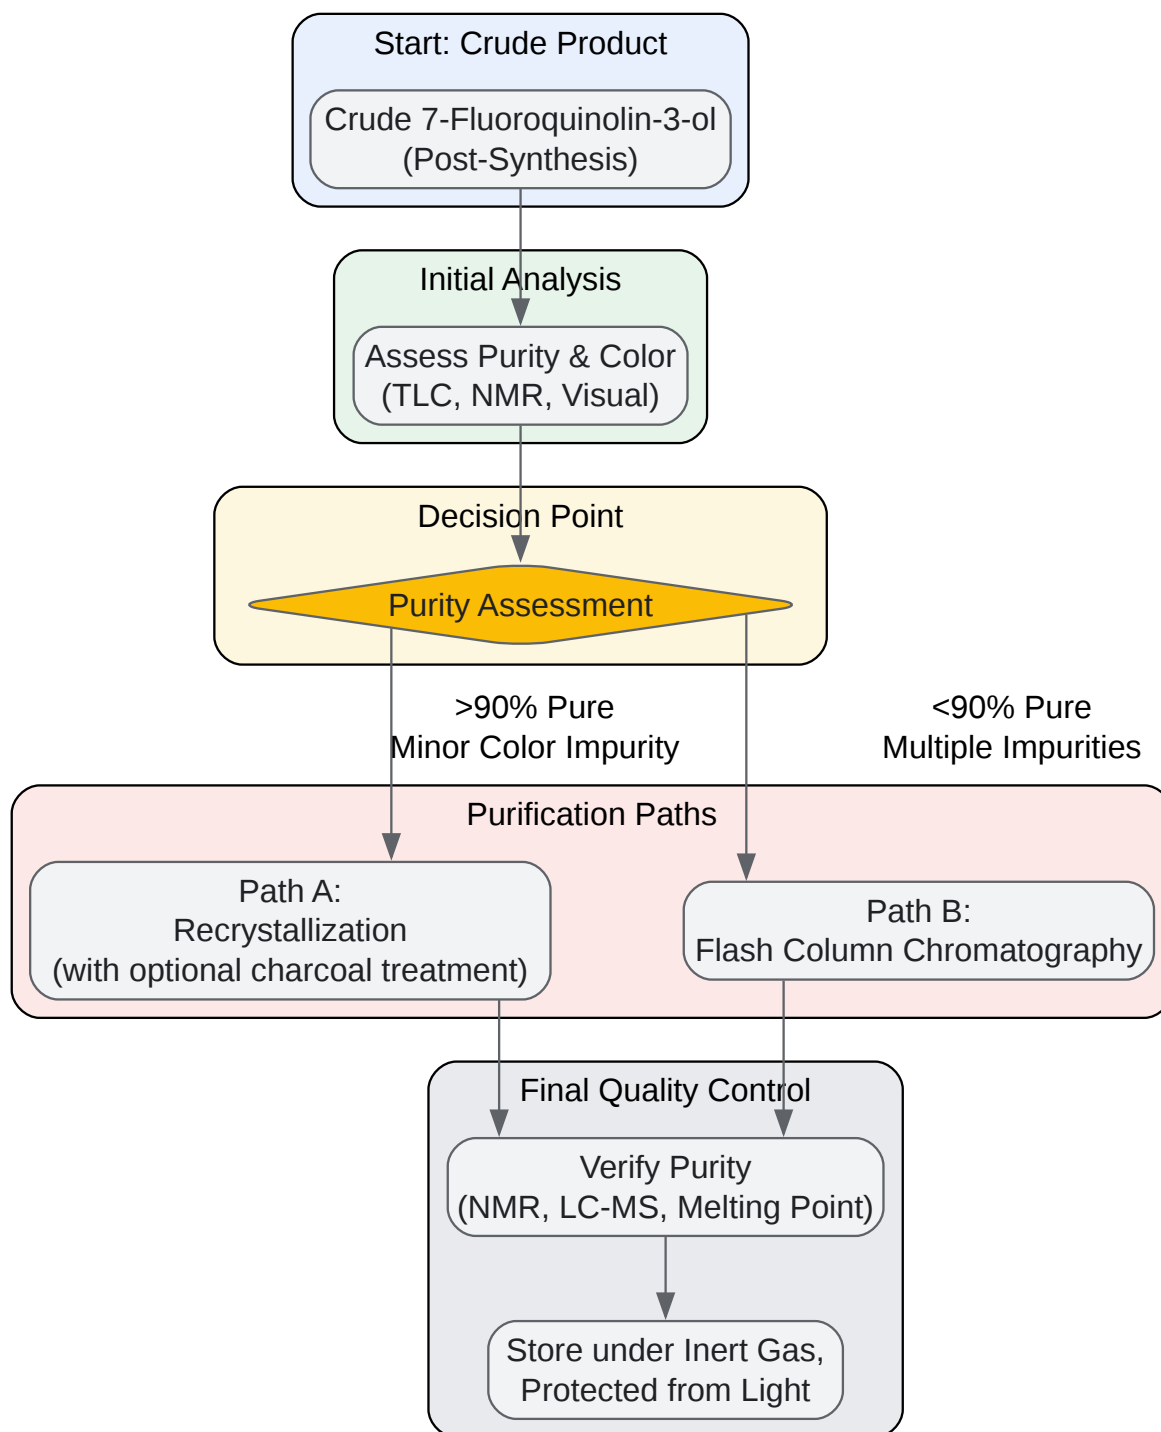 Start: Crude Product
Crude 7-Fluoroquinolin-3-ol
(Post-Synthesis)
Initial Analysis
Assess Purity & Color
(TLC, NMR, Visual)
Decision Point
Purity Assessment
>90% Pure
Minor Color Impurity
<90% Pure
Multiple Impurities
Purification Paths
Path A:
Recrystallization
(with optional charcoal treatment)
Path B:
Flash Column Chromatography
Final Quality Control
Verify Purity
(NMR, LC-MS, Melting Point)
Store under Inert Gas,
Protected from Light